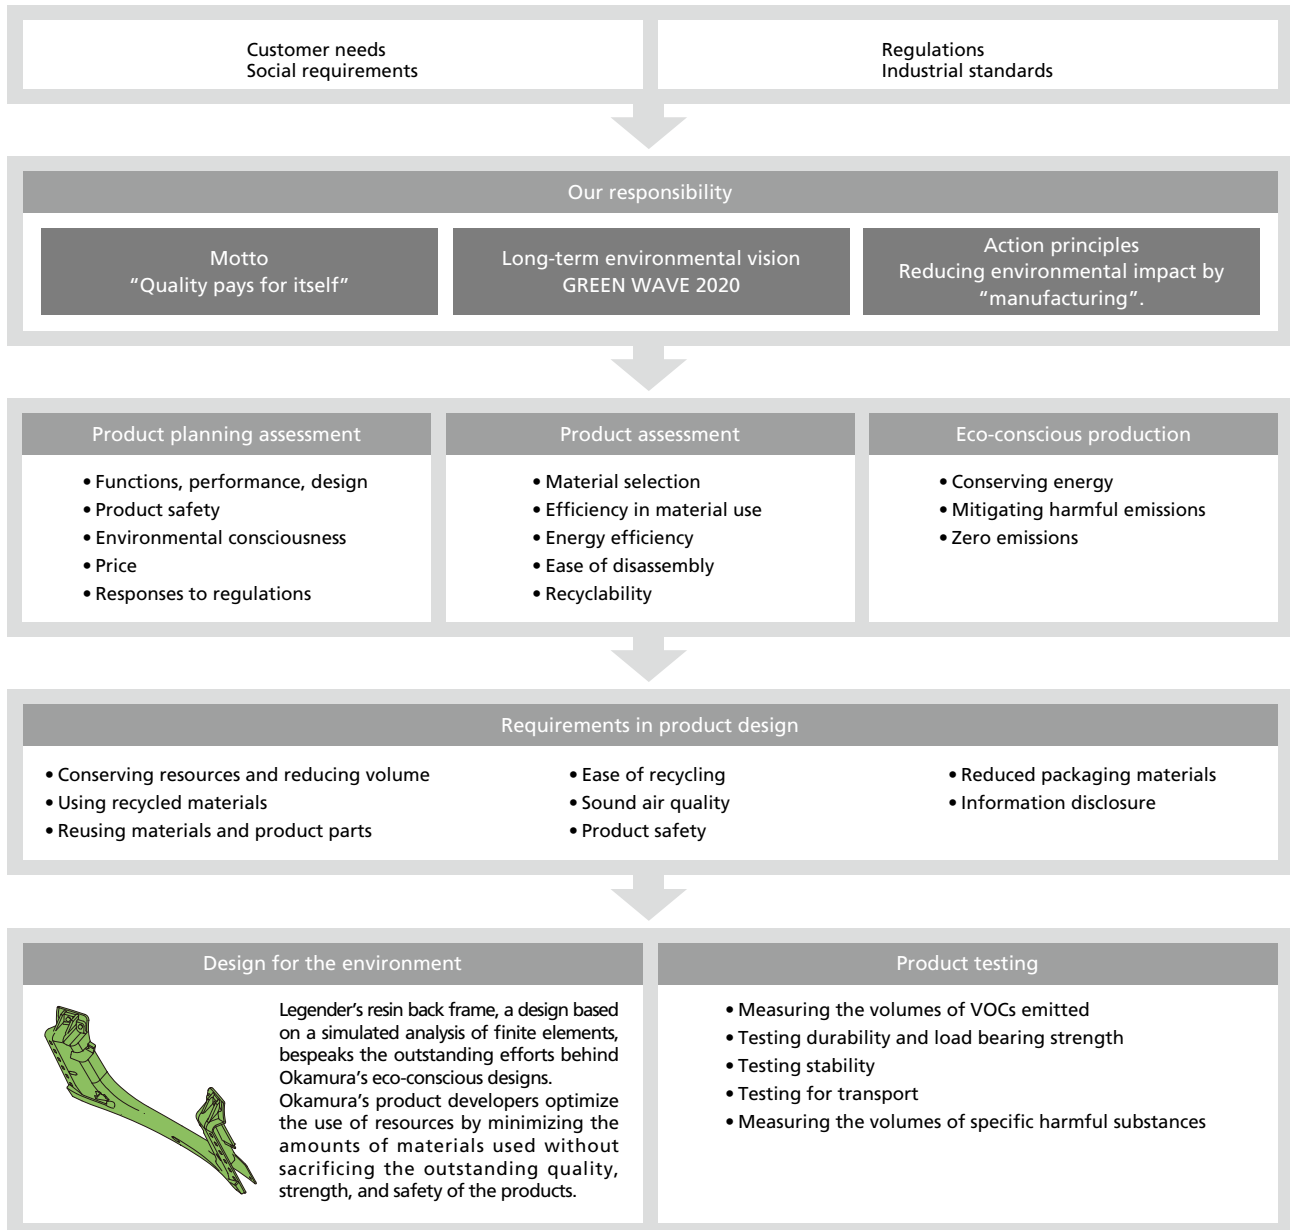 Customer needs
Social requirements
Regulations
Industrial standards
Our responsibility
Motto
“Quality pays for itself”
Long-term environmental vision
GREEN WAVE 2020
Action principles
Reducing environmental impact by
“manufacturing”.
Product planning assessment
• Functions, performance, design
• Product safety
• Environmental consciousness
• Price
• Responses to regulations
Product assessment
• Material selection
• Efficiency in material use
• Energy efficiency
• Ease of disassembly
• Recyclability
Eco-conscious production
• Conserving energy
• Mitigating harmful emissions
• Zero emissions
Requirements in product design
• Conserving resources and reducing volume
• Using recycled materials
• Reusing materials and product parts
• Ease of recycling
• Sound air quality
• Product safety
• Reduced packaging materials
• Information disclosure
Design for the environment
Legender’s resin back frame, a design based
on a simulated analysis of finite elements,
bespeaks the outstanding efforts behind
Okamura’s eco-conscious designs.
Okamura’s product developers optimize
the use of resources by minimizing the
amounts of materials used without
sacrificing the outstanding quality,
strength, and safety of the products.
Product testing
• Measuring the volumes of VOCs emitted
• Testing durability and load bearing strength
• Testing stability
• Testing for transport
• Measuring the volumes of specific harmful substances